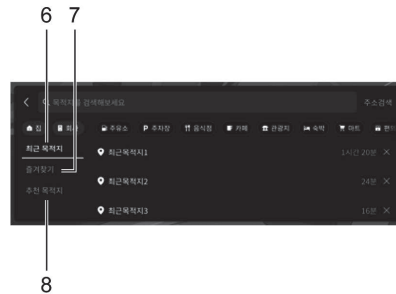 6 7
목적지를 검색해보세요 주소검색
집 회사 주유소 P 주차장 음식점 카페 관광지 숙박 마트
최근 목적지 최근목적지1 1시간 20분
즐겨찾기
최근목적지2 24분
추천 목적지
최근목적지3 16분
8